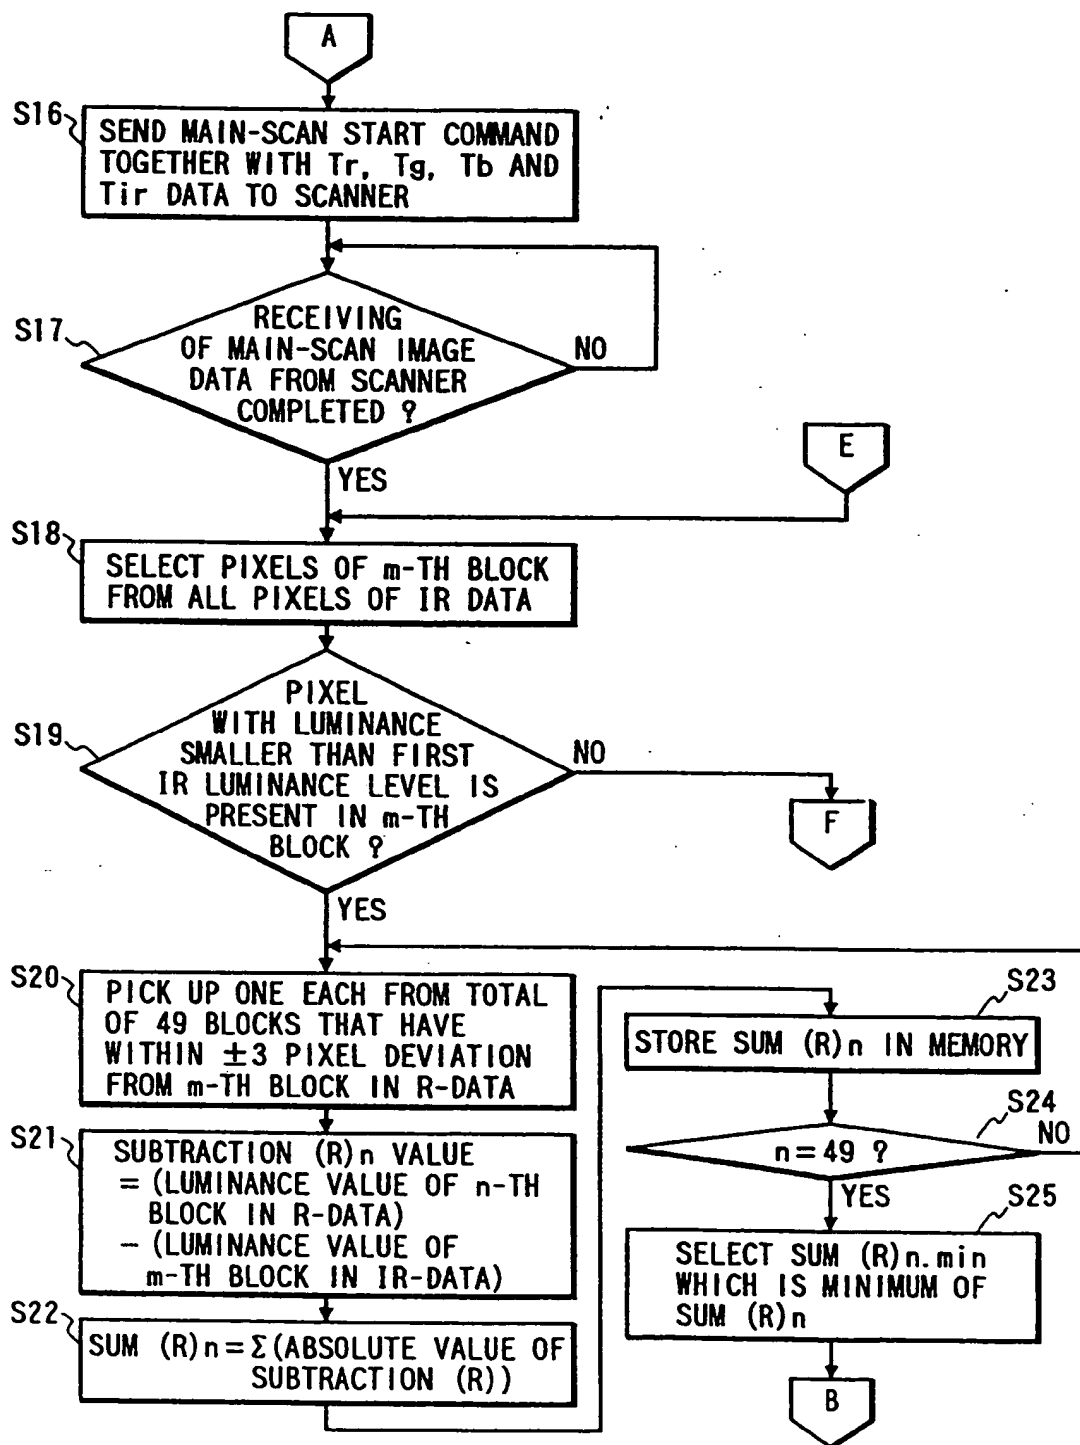 A
S16
SEND MAIN-SCAN START COMMAND
TOGETHER WITH Tr, Tg, Tb AND
Tir DATA TO SCANNER
S17
RECEIVING
OF MAIN-SCAN IMAGE
DATA FROM SCANNER
COMPLETED ?
NO
YES
E
S18
SELECT PIXELS OF m-TH BLOCK
FROM ALL PIXELS OF IR DATA
S19
PIXEL
WITH LUMINANCE
SMALLER THAN FIRST
IR LUMINANCE LEVEL IS
PRESENT IN m-TH
BLOCK ?
NO
F
YES
S20
PICK UP ONE EACH FROM TOTAL
OF 49 BLOCKS THAT HAVE
WITHIN ±3 PIXEL DEVIATION
FROM m-TH BLOCK IN R-DATA
S21
SUBTRACTION (R)n VALUE
= (LUMINANCE VALUE OF n-TH
BLOCK IN R-DATA)
− (LUMINANCE VALUE OF
m-TH BLOCK IN IR-DATA)
S22
SUM (R)n=Σ(ABSOLUTE VALUE OF
SUBTRACTION (R))
S23
STORE SUM (R)n IN MEMORY
S24
n=49 ?
NO
YES
S25
SELECT SUM (R)n.min
WHICH IS MINIMUM OF
SUM (R)n
B